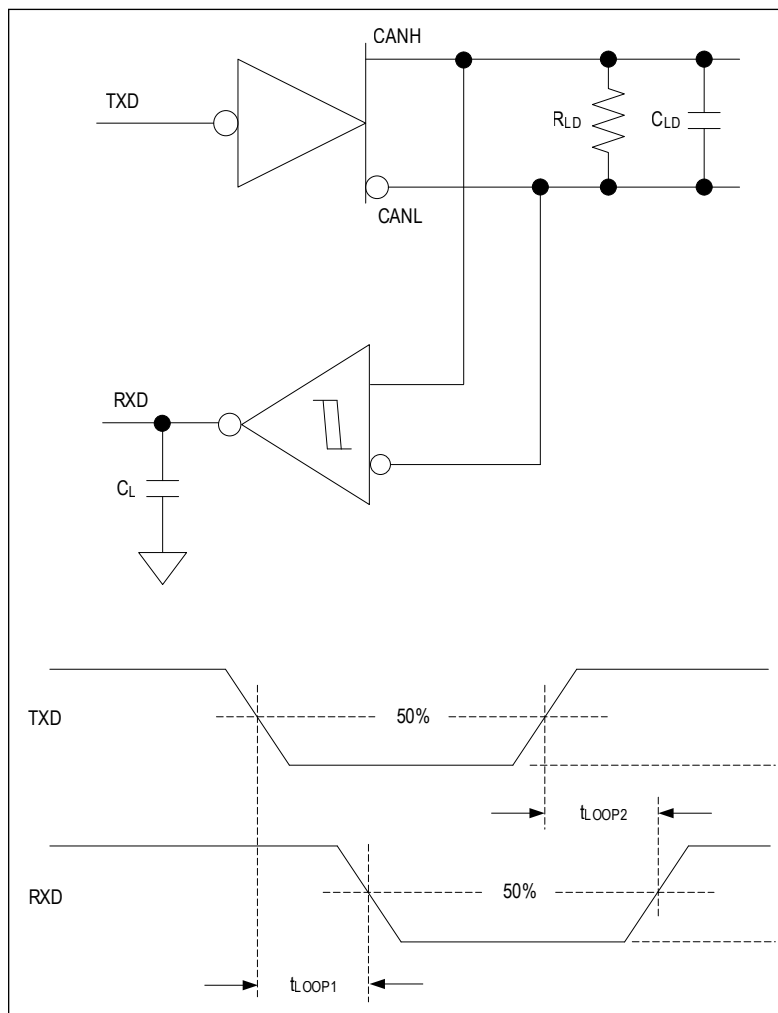 CANH
TXD
RLD
CLD
CANL
RXD
CL
TXD
50%
tLOOP2
RXD
50%
tLOOP1